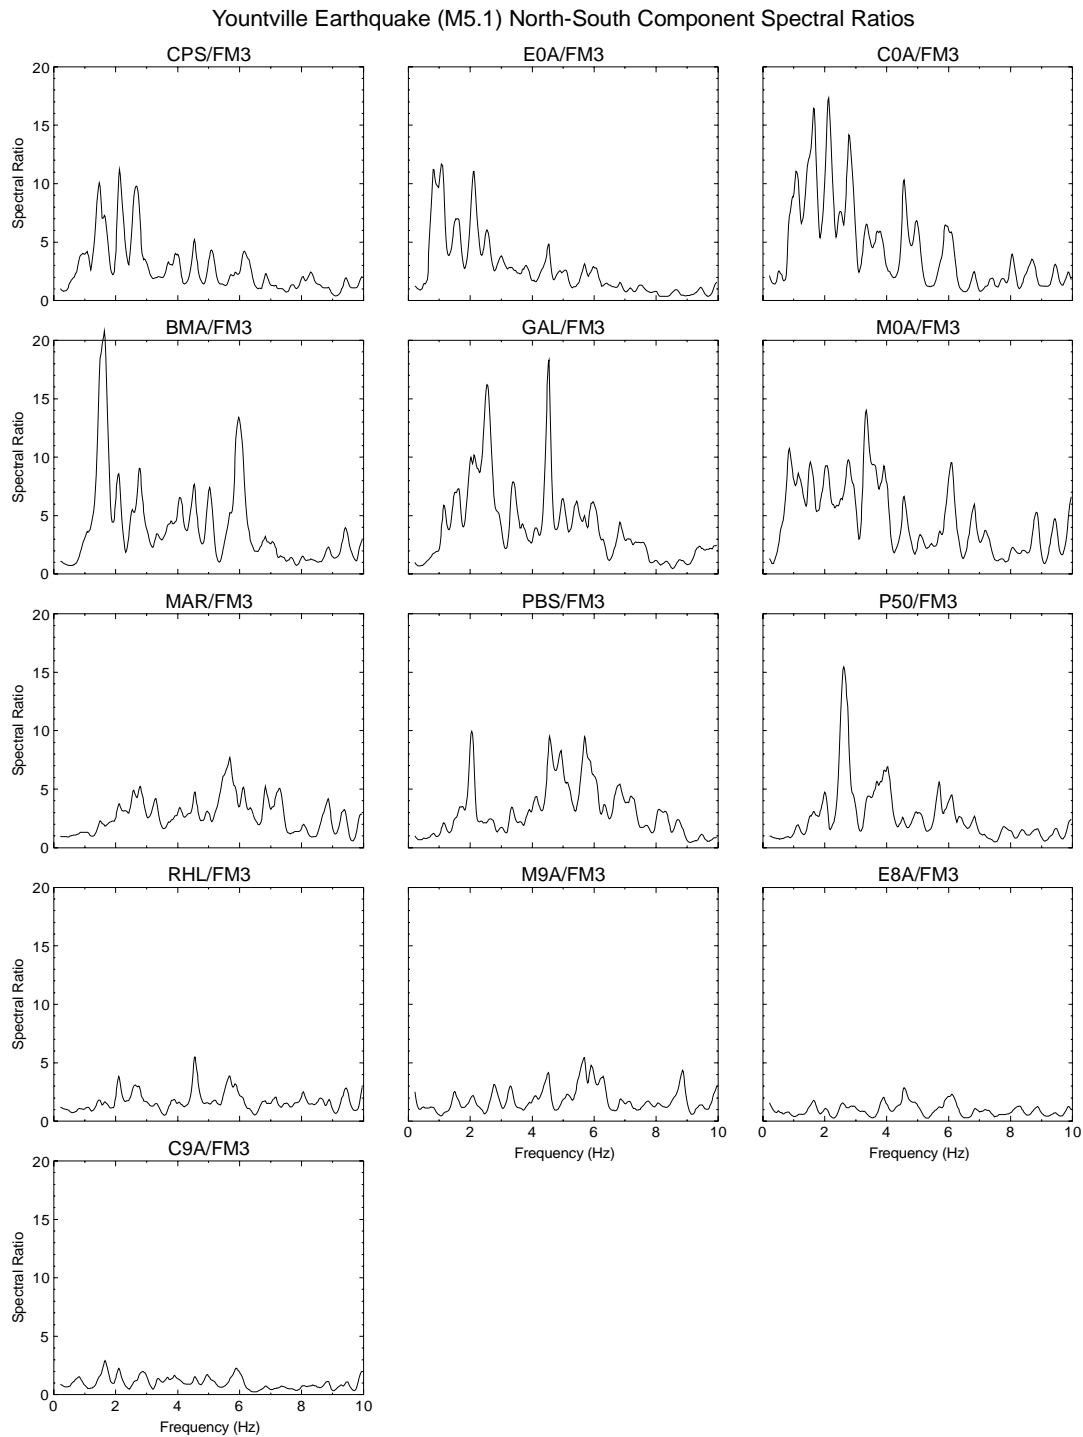 Yountville Earthquake (M5.1) North-South Component Spectral Ratios
CPS/FM3 E0A/FM3 C0A/FM3
20
15
10
5
0
Spectral Ratio
BMA/FM3 GAL/FM3 M0A/FM3
20
15
10
5
0
Spectral Ratio
MAR/FM3 PBS/FM3 P50/FM3
20
15
10
5
0
Spectral Ratio
RHL/FM3 M9A/FM3 E8A/FM3
20
15
10
5
0
Spectral Ratio
0 2 4 6 8 10 0 2 4 6 8 10
Frequency (Hz) Frequency (Hz)
C9A/FM3
20
15
10
5
0
Spectral Ratio
0 2 4 6 8 10
Frequency (Hz)